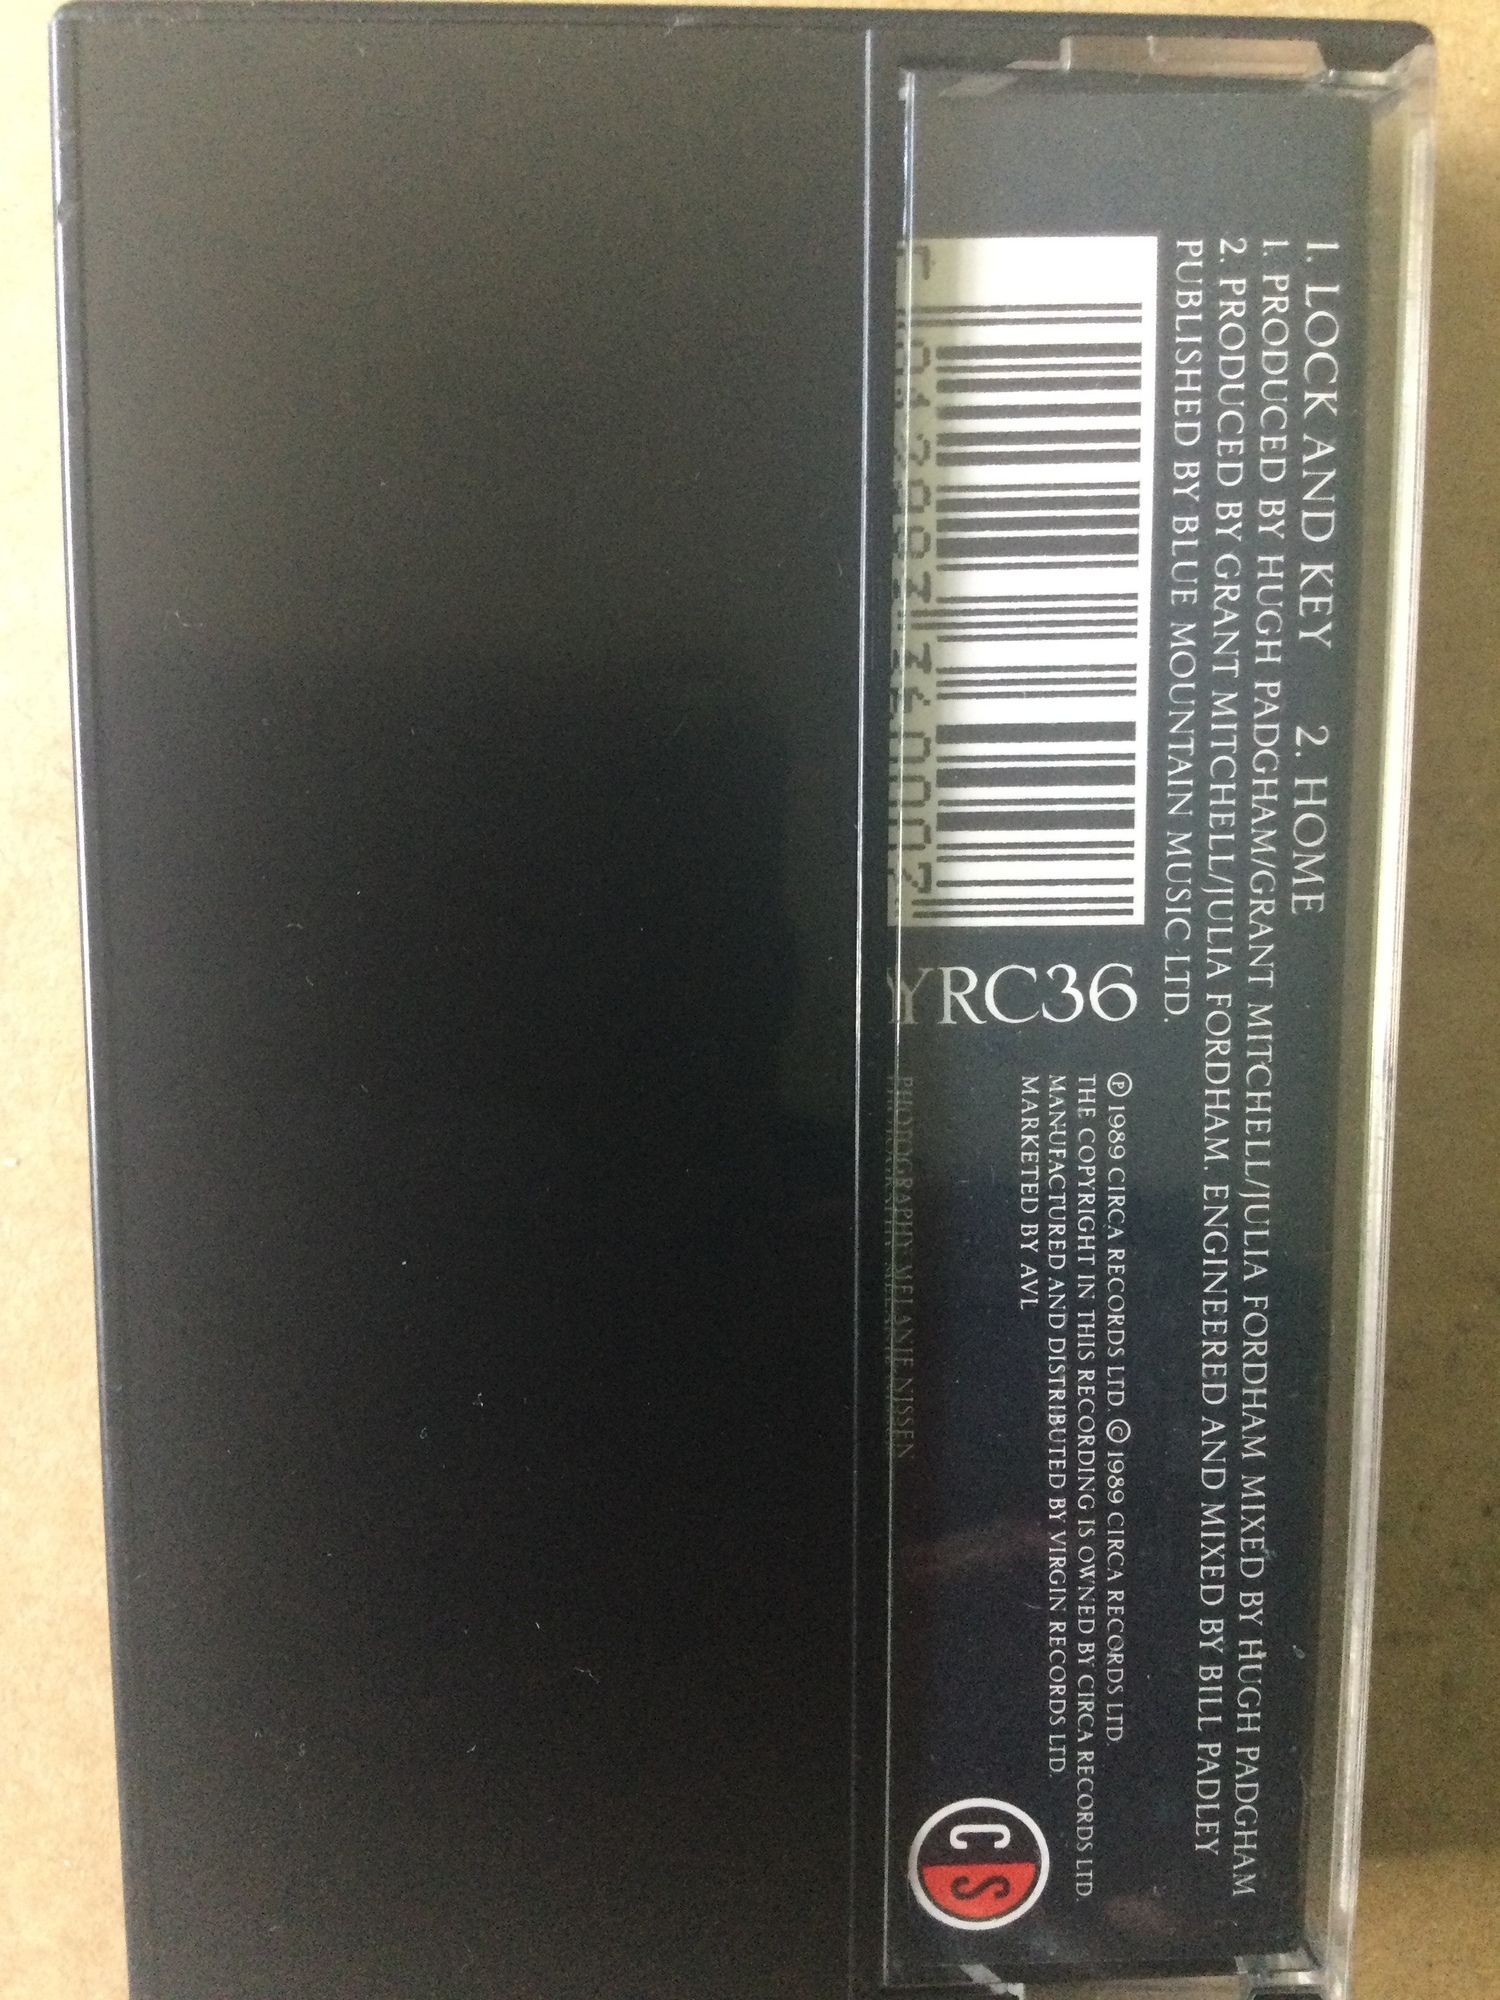 1. LOCK AND KEY 2. HOME
1. PRODUCED BY HUGH PADGHAM/GRANT MITCHELL/JULIA FORDHAM MIXED BY HUGH PADGHAM
2. PRODUCED BY GRANT MITCHELL/JULIA FORDHAM. ENGINEERED AND MIXED BY BILL PADLEY
PUBLISHED BY BLUE MOUNTAIN MUSIC LTD.
YRC36
Ⓟ 1989 CIRCA RECORDS LTD. © 1989 CIRCA RECORDS LTD.
THE COPYRIGHT IN THIS RECORDING IS OWNED BY CIRCA RECORDS LTD.
MANUFACTURED AND DISTRIBUTED BY VIRGIN RECORDS LTD.
MARKETED BY AVL
PHOTOGRAPHY MELANIE NISSEN
CS